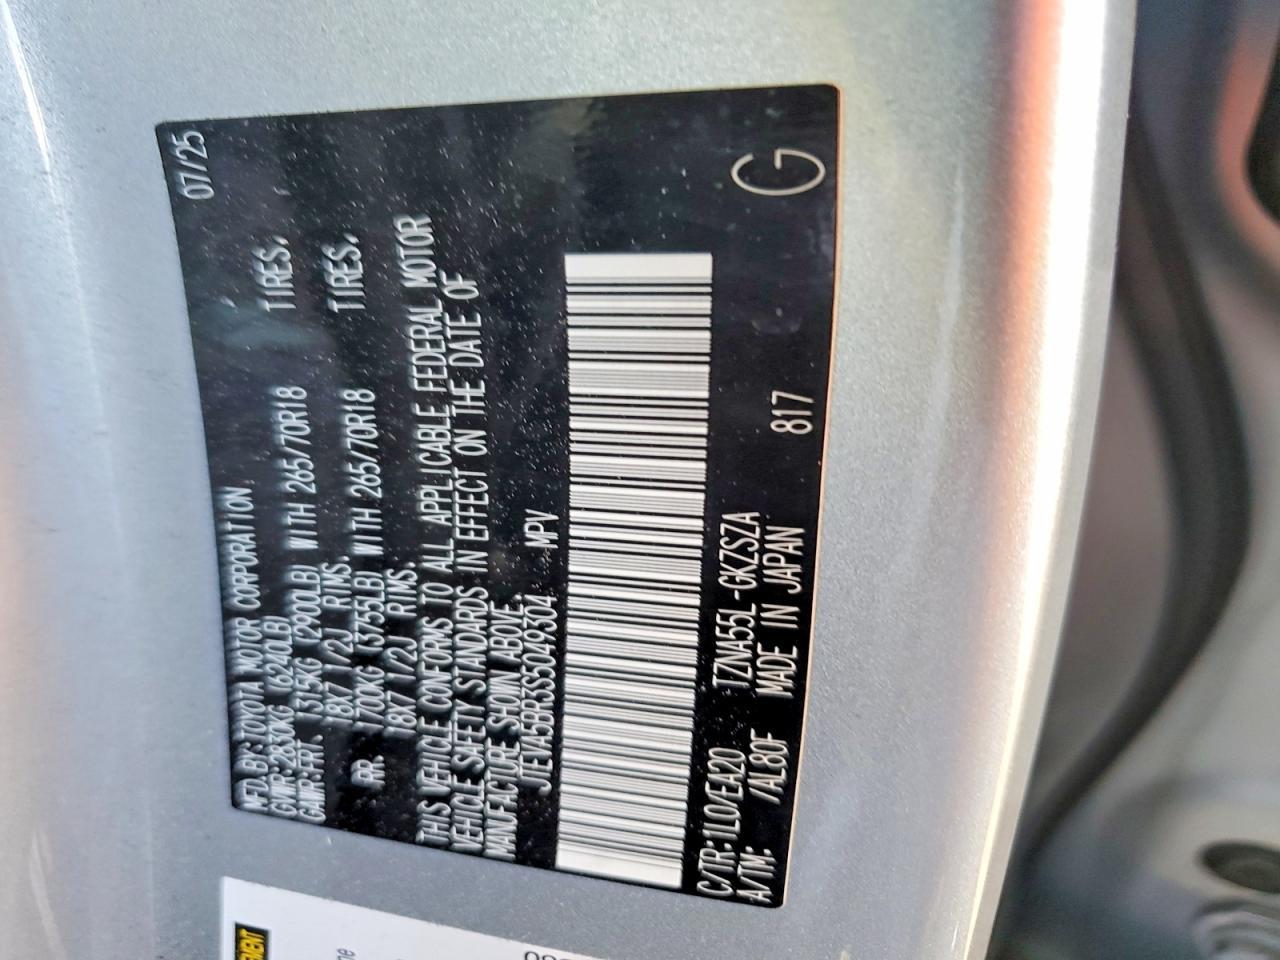 07/25
MFD. BY: TOYOTA MOTOR CORPORATION
GVWR: 2830KG (6240LB)
GAWR: FRT. 1315KG (2900LB) WITH 265/70R18 TIRES.
18X7 1/2J RIMS.
RR. 1700KG (3755LB) WITH 265/70R18 TIRES.
18X7 1/2J RIMS.
THIS VEHICLE CONFORMS TO ALL APPLICABLE FEDERAL MOTOR
VEHICLE SAFETY STANDARDS IN EFFECT ON THE DATE OF
MANUFACTURE SHOWN ABOVE.
JTEVA5BR3S5049304 MPV
C/TR: 1L0/EA20 TZNA55L-GKZSZA
A/TM: /AL80F MADE IN JAPAN 817
G